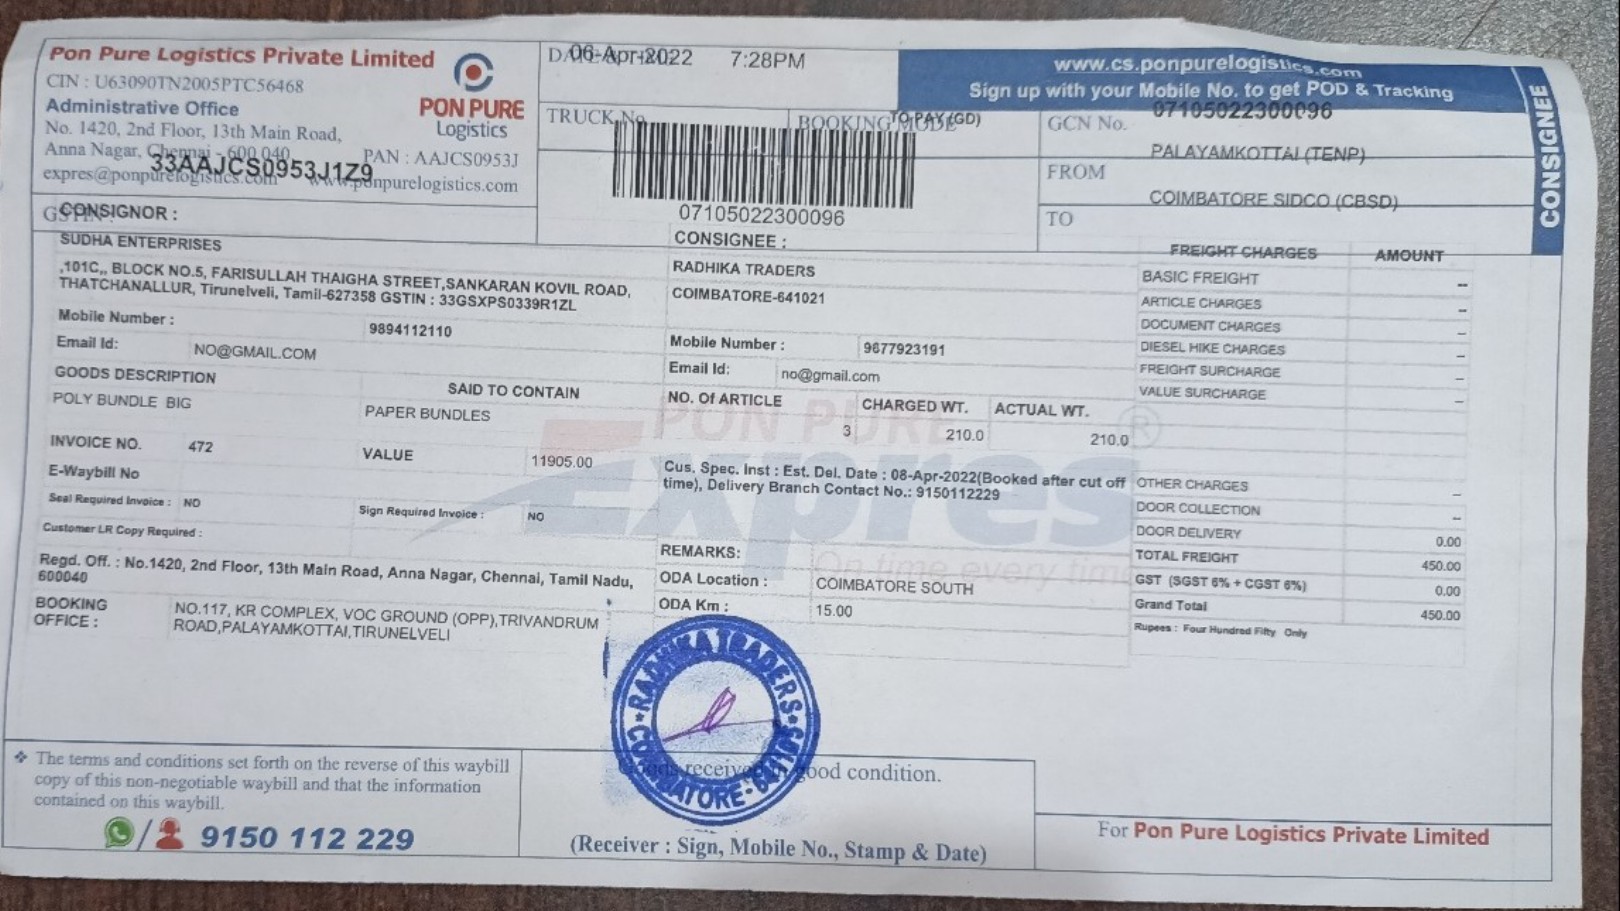 Pon Pure Logistics Private Limited
CIN : U63090TN2005PTC56468
Administrative Office
No. 1420, 2nd Floor, 13th Main Road,
Anna Nagar, Chennai - 600 040
PAN : AAJCS0953J
expres@ponpurelogistics.com www.ponpurelogistics.com
33AAJCS0953J1Z9
PON PURE
Logistics
GSTIN :
06-Apr-2022 7:28PM
TRUCK No.
BOOKING MODE
TO PAY (GD)
07105022300096
www.cs.ponpurelogistics.com
Sign up with your Mobile No. to get POD & Tracking
GCN No. 07105022300096
PALAYAMKOTTAI (TENP)
FROM
COIMBATORE SIDCO (CBSD)
TO
CONSIGNEE
CONSIGNOR :
SUDHA ENTERPRISES
,101C,, BLOCK NO.5, FARISULLAH THAIGHA STREET,SANKARAN KOVIL ROAD,
THATCHANALLUR, Tirunelveli, Tamil-627358 GSTIN : 33GSXPS0339R1ZL
Mobile Number : 9894112110
Email Id: NO@GMAIL.COM
GOODS DESCRIPTION SAID TO CONTAIN
POLY BUNDLE BIG PAPER BUNDLES
INVOICE NO. 472 VALUE 11905.00
E-Waybill No
Seal Required Invoice : NO Sign Required Invoice : NO
Customer LR Copy Required :
Regd. Off. : No.1420, 2nd Floor, 13th Main Road, Anna Nagar, Chennai, Tamil Nadu,
600040
BOOKING
OFFICE :
NO.117, KR COMPLEX, VOC GROUND (OPP),TRIVANDRUM
ROAD,PALAYAMKOTTAI,TIRUNELVELI
CONSIGNEE :
RADHIKA TRADERS
COIMBATORE-641021
Mobile Number : 9677923191
Email Id: no@gmail.com
NO. Of ARTICLE CHARGED WT. ACTUAL WT.
3 210.0 210.0
PON PURE
Expres
®
On time every time
Cus. Spec. Inst : Est. Del. Date : 08-Apr-2022(Booked after cut off
time), Delivery Branch Contact No.: 9150112229
REMARKS:
ODA Location : COIMBATORE SOUTH
ODA Km : 15.00
FREIGHT CHARGES AMOUNT
BASIC FREIGHT --
ARTICLE CHARGES --
DOCUMENT CHARGES --
DIESEL HIKE CHARGES --
FREIGHT SURCHARGE --
VALUE SURCHARGE --
OTHER CHARGES --
DOOR COLLECTION --
DOOR DELIVERY 0.00
TOTAL FREIGHT 450.00
GST (SGST 6% + CGST 6%) 0.00
Grand Total 450.00
Rupees : Four Hundred Fifty Only
RADHIKA TRADERS
COIMBATORE-
❖ The terms and conditions set forth on the reverse of this waybill
copy of this non-negotiable waybill and that the information
contained on this waybill.
/ 9150 112 229
Goods received in good condition.
(Receiver : Sign, Mobile No., Stamp & Date)
For Pon Pure Logistics Private Limited